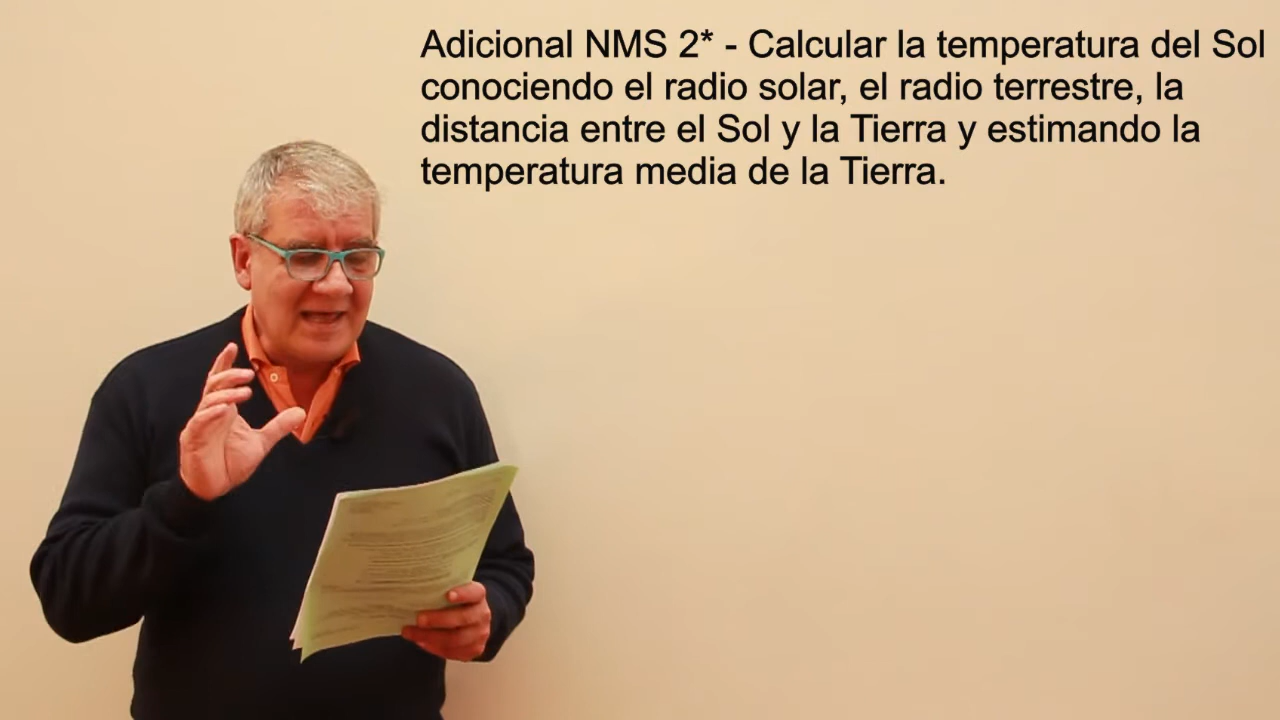 Adicional NMS 2* - Calcular la temperatura del Sol
conociendo el radio solar, el radio terrestre, la
distancia entre el Sol y la Tierra y estimando la
temperatura media de la Tierra.